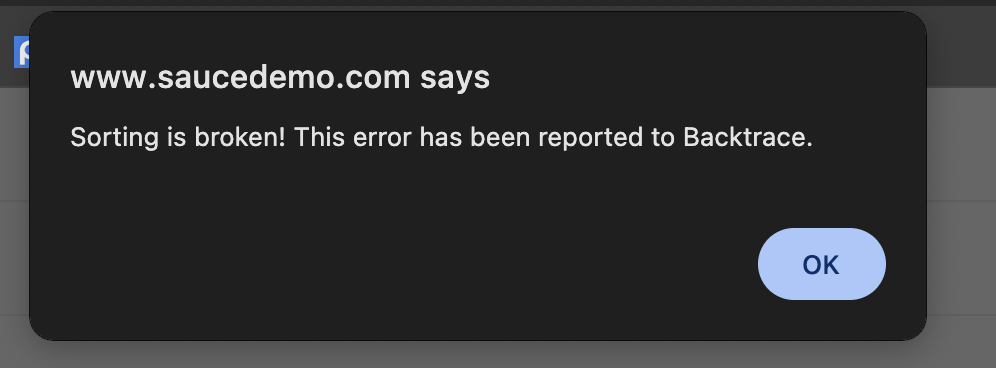 www.saucedemo.com says
Sorting is broken! This error has been reported to Backtrace.
OK